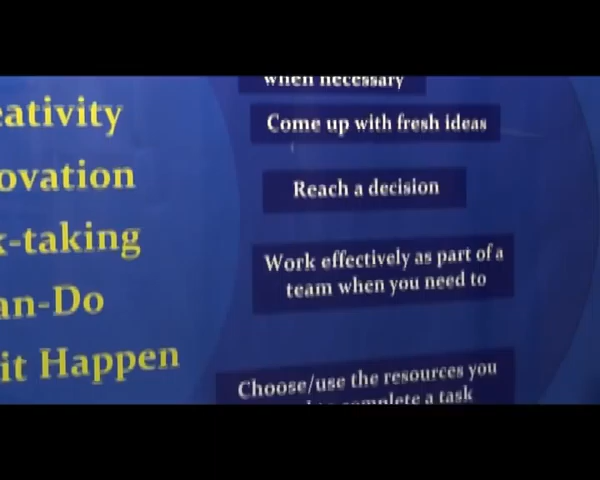 eativity
ovation
k-taking
an-Do
it Happen
when necessary
Come up with fresh ideas
Reach a decision
Work effectively as part of a
team when you need to
Choose/use the resources you
complete a task